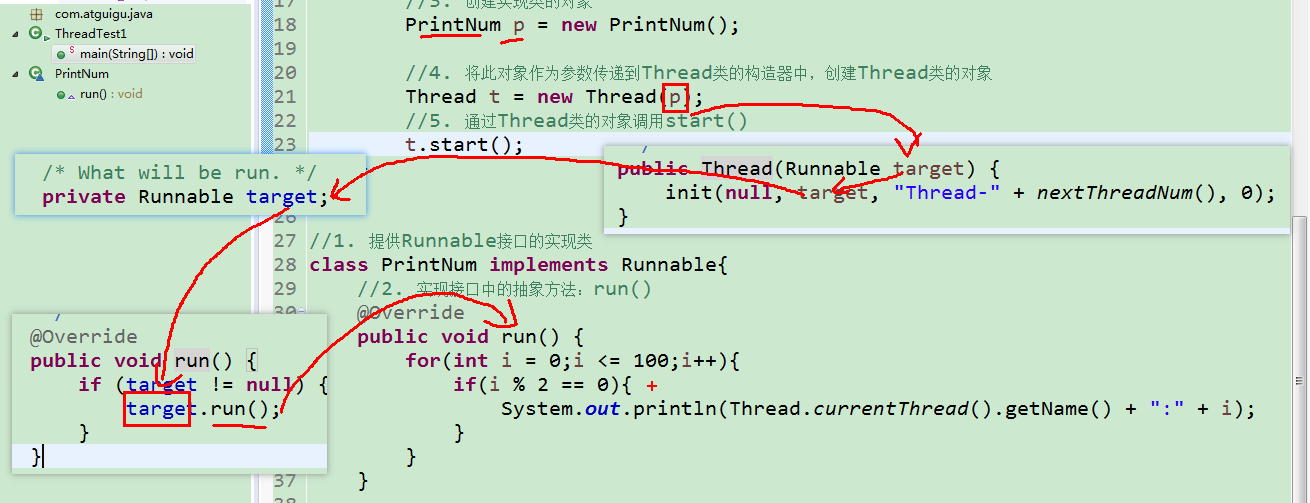 com.atguigu.java
ThreadTest1
main(String[]) : void
PrintNum
run() : void
17 //3. 创建实现类的对象
18 PrintNum p = new PrintNum();
19
20 //4. 将此对象作为参数传递到Thread类的构造器中，创建Thread类的对象
21 Thread t = new Thread(p);
22 //5. 通过Thread类的对象调用start()
23 t.start();
/* What will be run. */
private Runnable target;
/
public Thread(Runnable target) {
init(null, target, "Thread-" + nextThreadNum(), 0);
}
26
27 //1. 提供Runnable接口的实现类
28 class PrintNum implements Runnable{
29 //2. 实现接口中的抽象方法：run()
30 @Override
public void run() {
for(int i = 0;i <= 100;i++){
if(i % 2 == 0){ +
System.out.println(Thread.currentThread().getName() + ":" + i);
}
}
37 }
38
/
@Override
public void run() {
if (target != null) {
target.run();
}
}